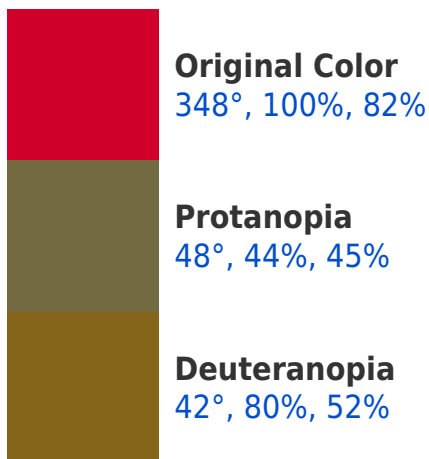 Original Color
348°, 100%, 82%
Protanopia
48°, 44%, 45%
Deuteranopia
42°, 80%, 52%